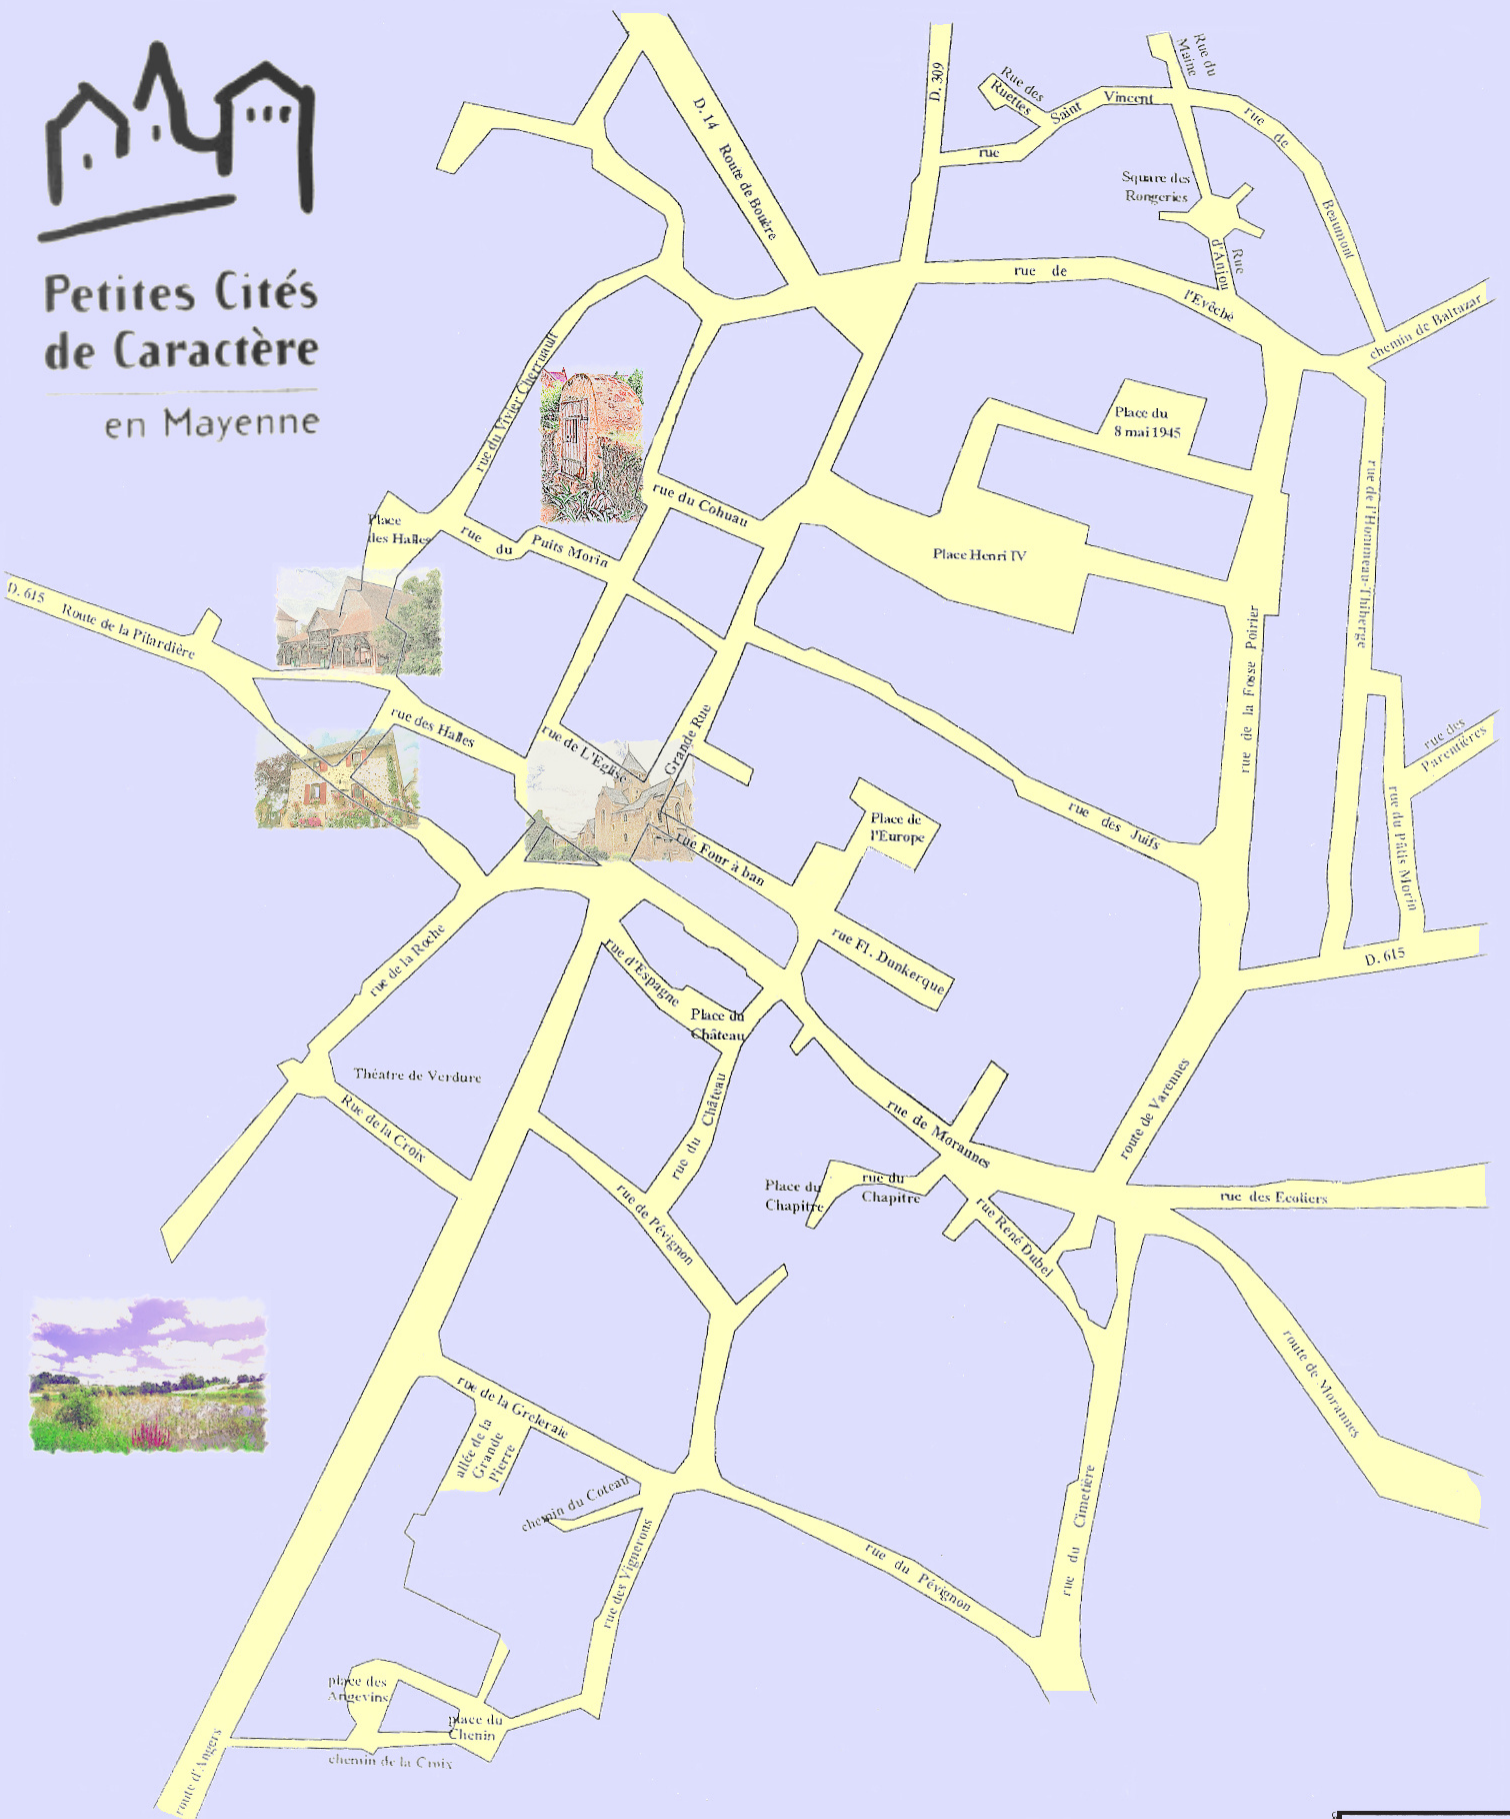 Petites Cités
de Caractère
en Mayenne
D. 14 Route de Bouère
D. 309
Rue des
Ruettes
rue Saint Vincent
Rue du
Maine
rue de Beaumont
Square des
Rongeries
Rue
d'Anjou
rue de l'Evêché
chemin de Baltazar
rue du Vivier Cherruault
Place du
8 mai 1945
rue du Cohuau
Place
des Halles
rue du Puits Morin
Place Henri IV
rue de l'Hommeau-Thiberge
D. 615 Route de la Pilardière
rue de la Fosse Poirier
rue des Halles
rue de L'Eglise
Grande Rue
rue des
Parentières
rue des Juifs
Place de
l'Europe
rue du Pâtis Morin
rue Four à ban
rue Fl. Dunkerque
D. 615
rue de la Roche
rue d'Espagne
Place du
Château
Théatre de Verdure
Rue de la Croix
rue du Château
rue de Morannes
route de Varennes
rue de Pévignon
Place du
Chapitre
rue du
Chapitre
rue des Ecoliers
rue René Dubel
route de Morannes
rue de la Greleraie
allée de la
Grande
Pierre
chemin du Coteau
rue des Vignerons
rue du Pévignon
rue du Cimetière
place des
Angevins
place du
Chenin
chemin de la Croix
route d'Angers